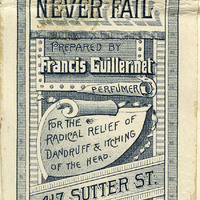 NEVER FAIL
PREPARED BY
Francis Guillermet
PERFUMER
FOR THE
RADICAL RELIEF OF
DANDRUFF & ITCHING
OF THE HEAD.
417 SUTTER ST.